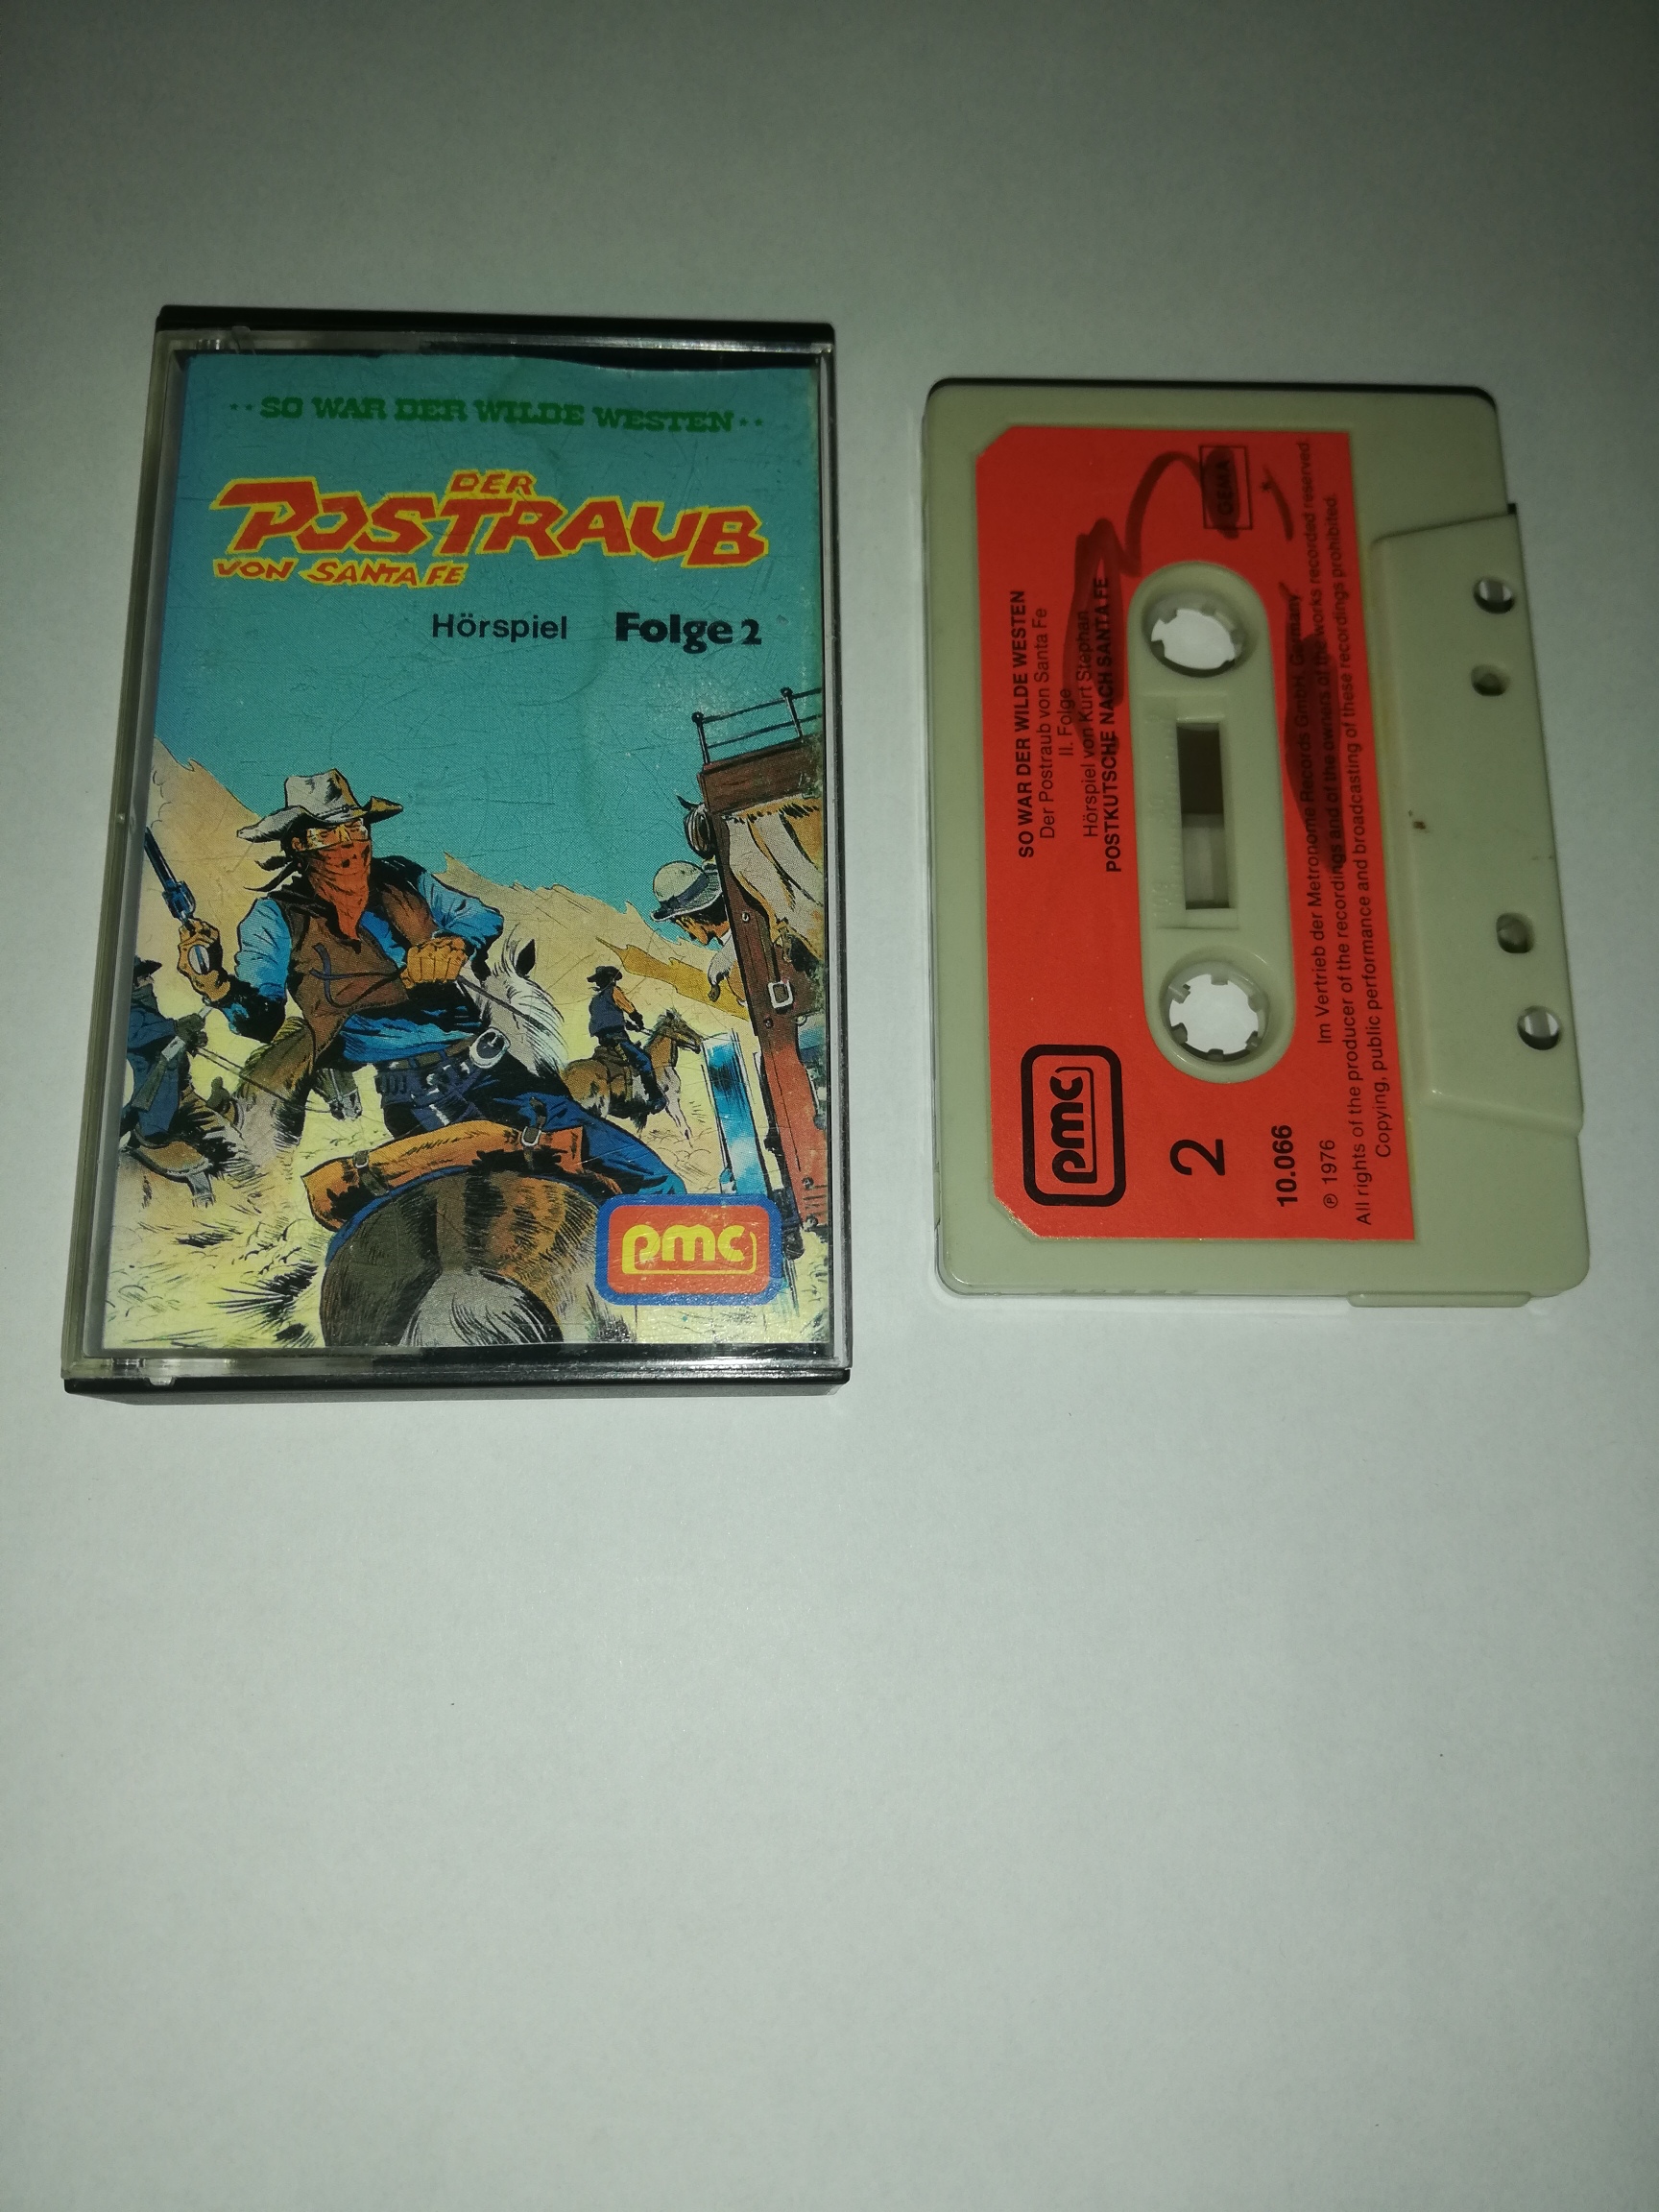 ** SO WAR DER WILDE WESTEN **
DER
POSTRAUB
VON SANTA FE
Hörspiel Folge 2
pmc
SO WAR DER WILDE WESTEN
Der Postraub von Santa Fe
II. Folge
Hörspiel von Kurt Stephan
POSTKUTSCHE NACH SANTA FE
GEMA
pmc
2
10.066
Im Vertrieb der Metronome Records GmbH, Germany
℗ 1976
All rights of the producer of the recordings and of the owners of the works recorded reserved.
Copying, public performance and broadcasting of these recordings prohibited.